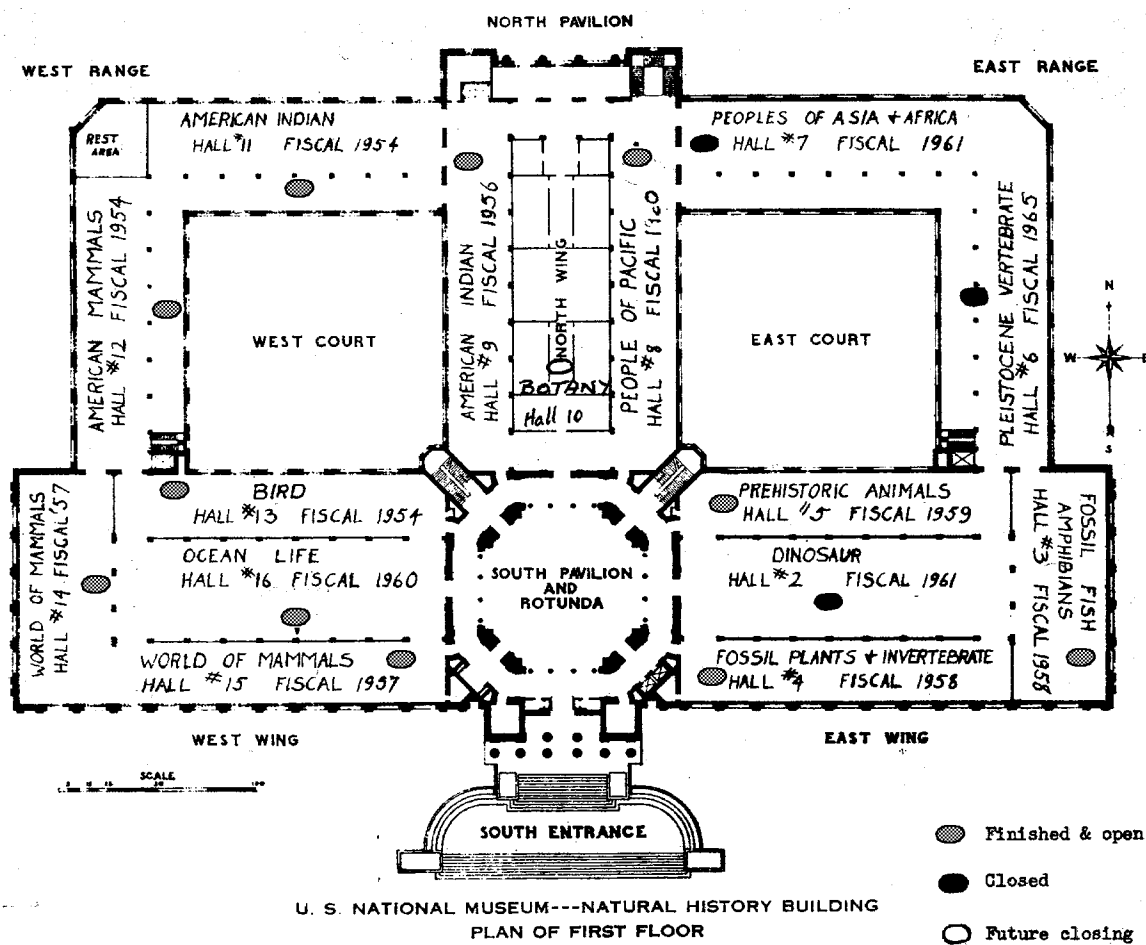 NORTH PAVILION
WEST RANGE
EAST RANGE
REST
AREA
AMERICAN INDIAN
HALL #11 FISCAL 1954
PEOPLES OF ASIA + AFRICA
HALL #7 FISCAL 1961
AMERICAN MAMMALS
HALL #12 FISCAL 1954
WEST COURT
AMERICAN INDIAN
HALL #9 FISCAL 1956
NORTH WING
BOTANY
Hall 10
PEOPLE OF PACIFIC
HALL #8 FISCAL 1960
EAST COURT
PLEISTOCENE VERTEBRATE
HALL #6 FISCAL 1965
N
W
E
S
WORLD OF MAMMALS
HALL #14 FISCAL '57
BIRD
HALL #13 FISCAL 1954
OCEAN LIFE
HALL #16 FISCAL 1960
WORLD OF MAMMALS
HALL #15 FISCAL 1957
SOUTH PAVILION
AND
ROTUNDA
PREHISTORIC ANIMALS
HALL #5 FISCAL 1959
DINOSAUR
HALL #2 FISCAL 1961
FOSSIL PLANTS + INVERTEBRATE
HALL #4 FISCAL 1958
FOSSIL FISH
AMPHIBIANS
HALL #3 FISCAL 1958
WEST WING
EAST WING
SCALE
SOUTH ENTRANCE
Finished & open
Closed
Future closing
U. S. NATIONAL MUSEUM---NATURAL HISTORY BUILDING
PLAN OF FIRST FLOOR